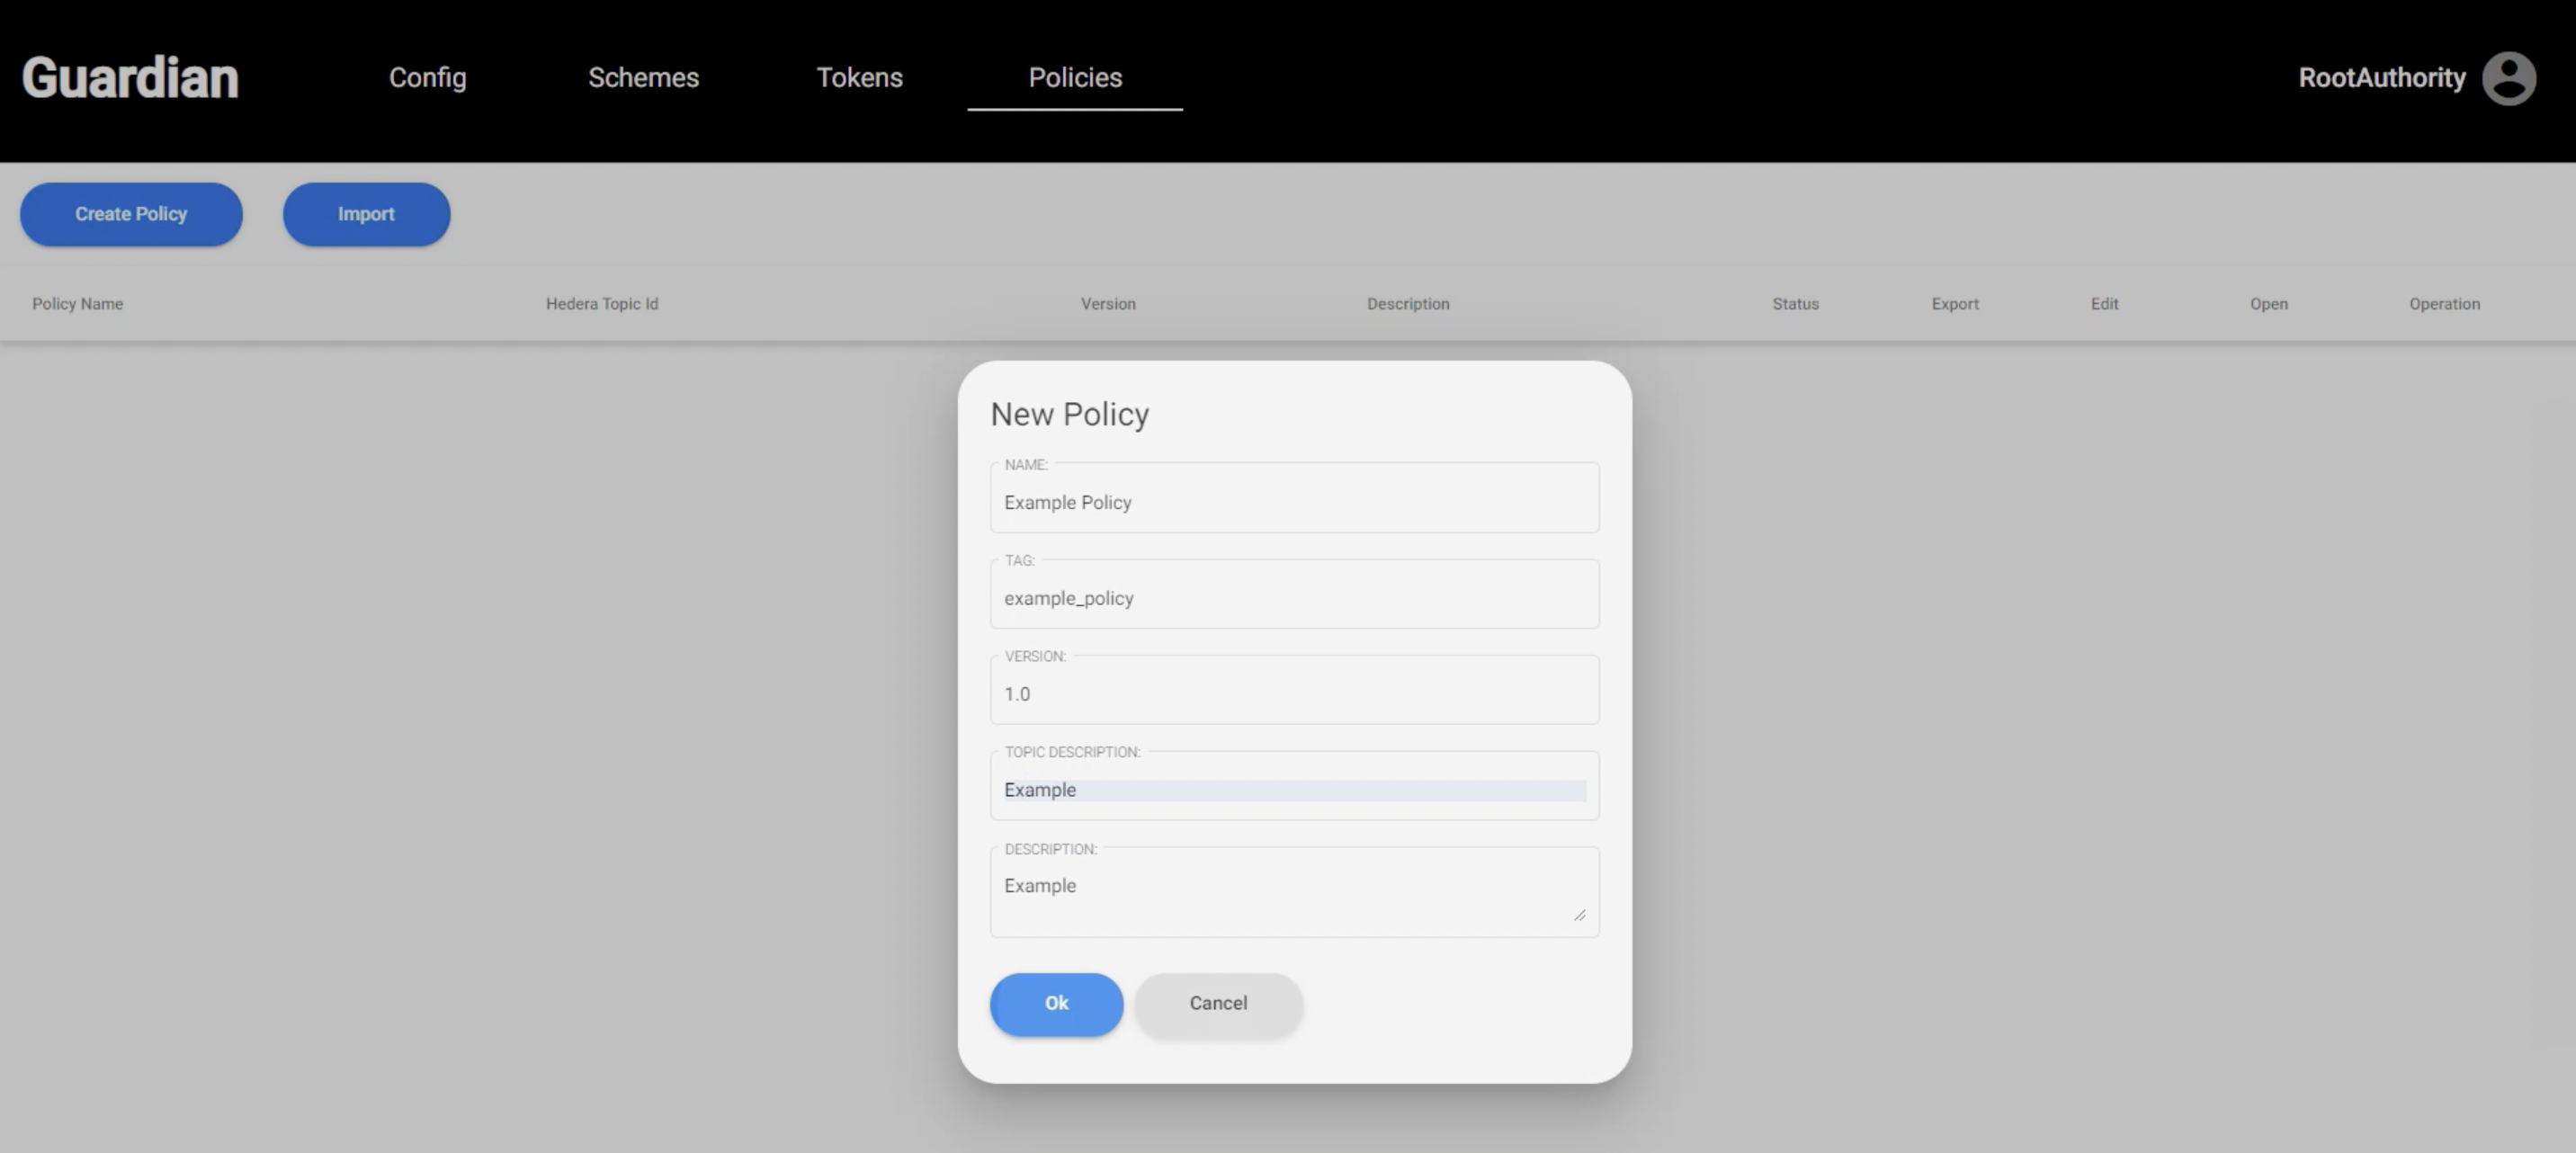 Guardian Config Schemes Tokens Policies RootAuthority
Create Policy Import
Policy Name Hedera Topic Id Version Description Status Export Edit Open Operation
New Policy
NAME:
Example Policy
TAG:
example_policy
VERSION:
1.0
TOPIC DESCRIPTION:
Example
DESCRIPTION:
Example
Ok Cancel